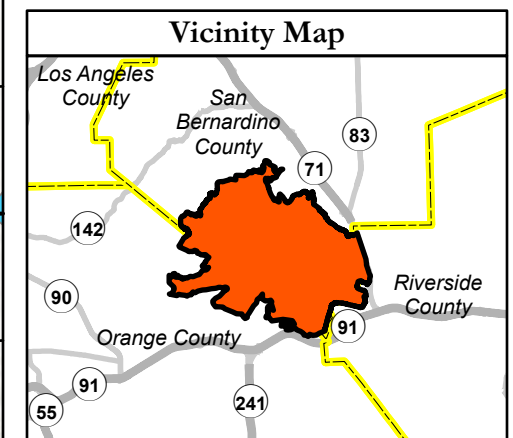 Vicinity Map
Los Angeles
County
San
Bernardino
County
83
71
142
90
Riverside
County
Orange County
91
91
55
241